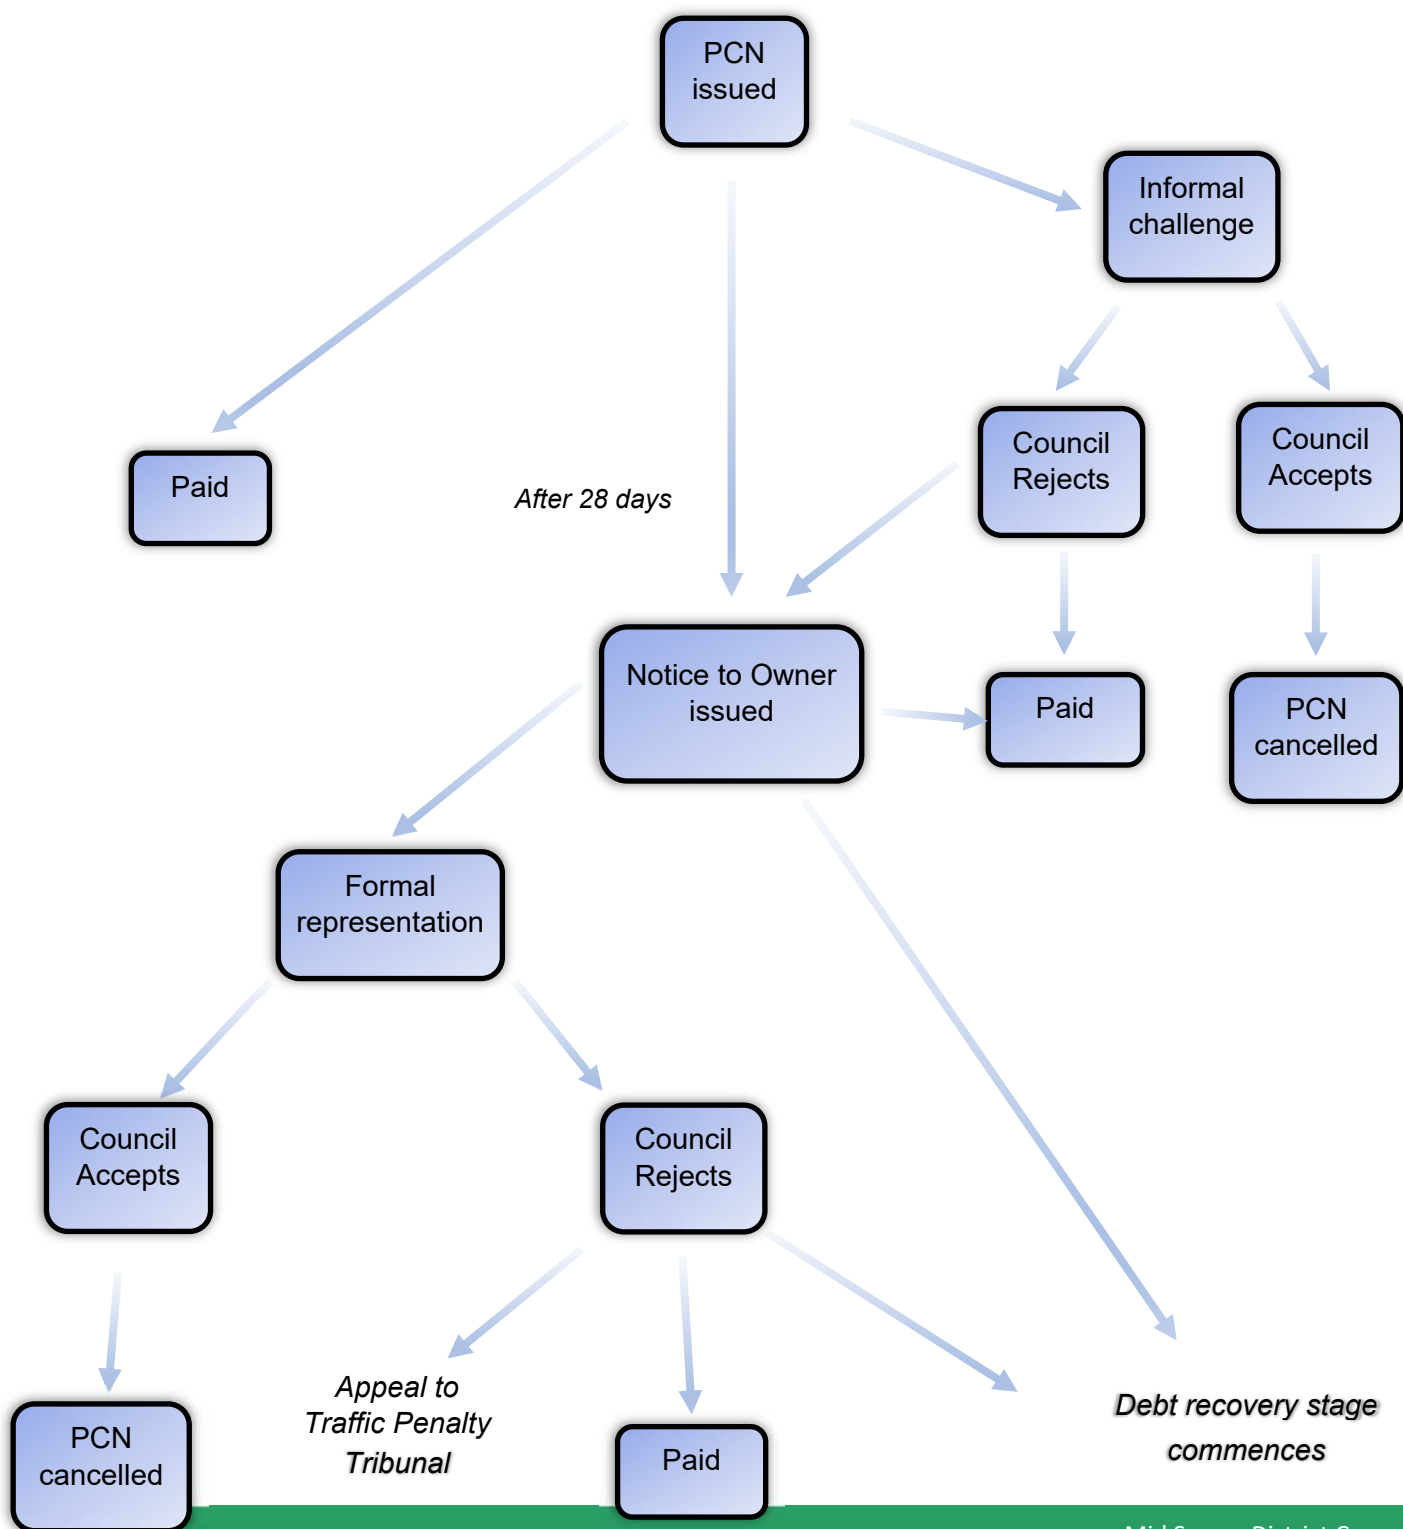 PCN
issued
Informal
challenge
Council
Rejects
Council
Accepts
Paid
After 28 days
Notice to Owner
issued
Paid
PCN
cancelled
Formal
representation
Council
Accepts
Council
Rejects
Appeal to
Traffic Penalty
Tribunal
Debt recovery stage
commences
PCN
cancelled
Paid